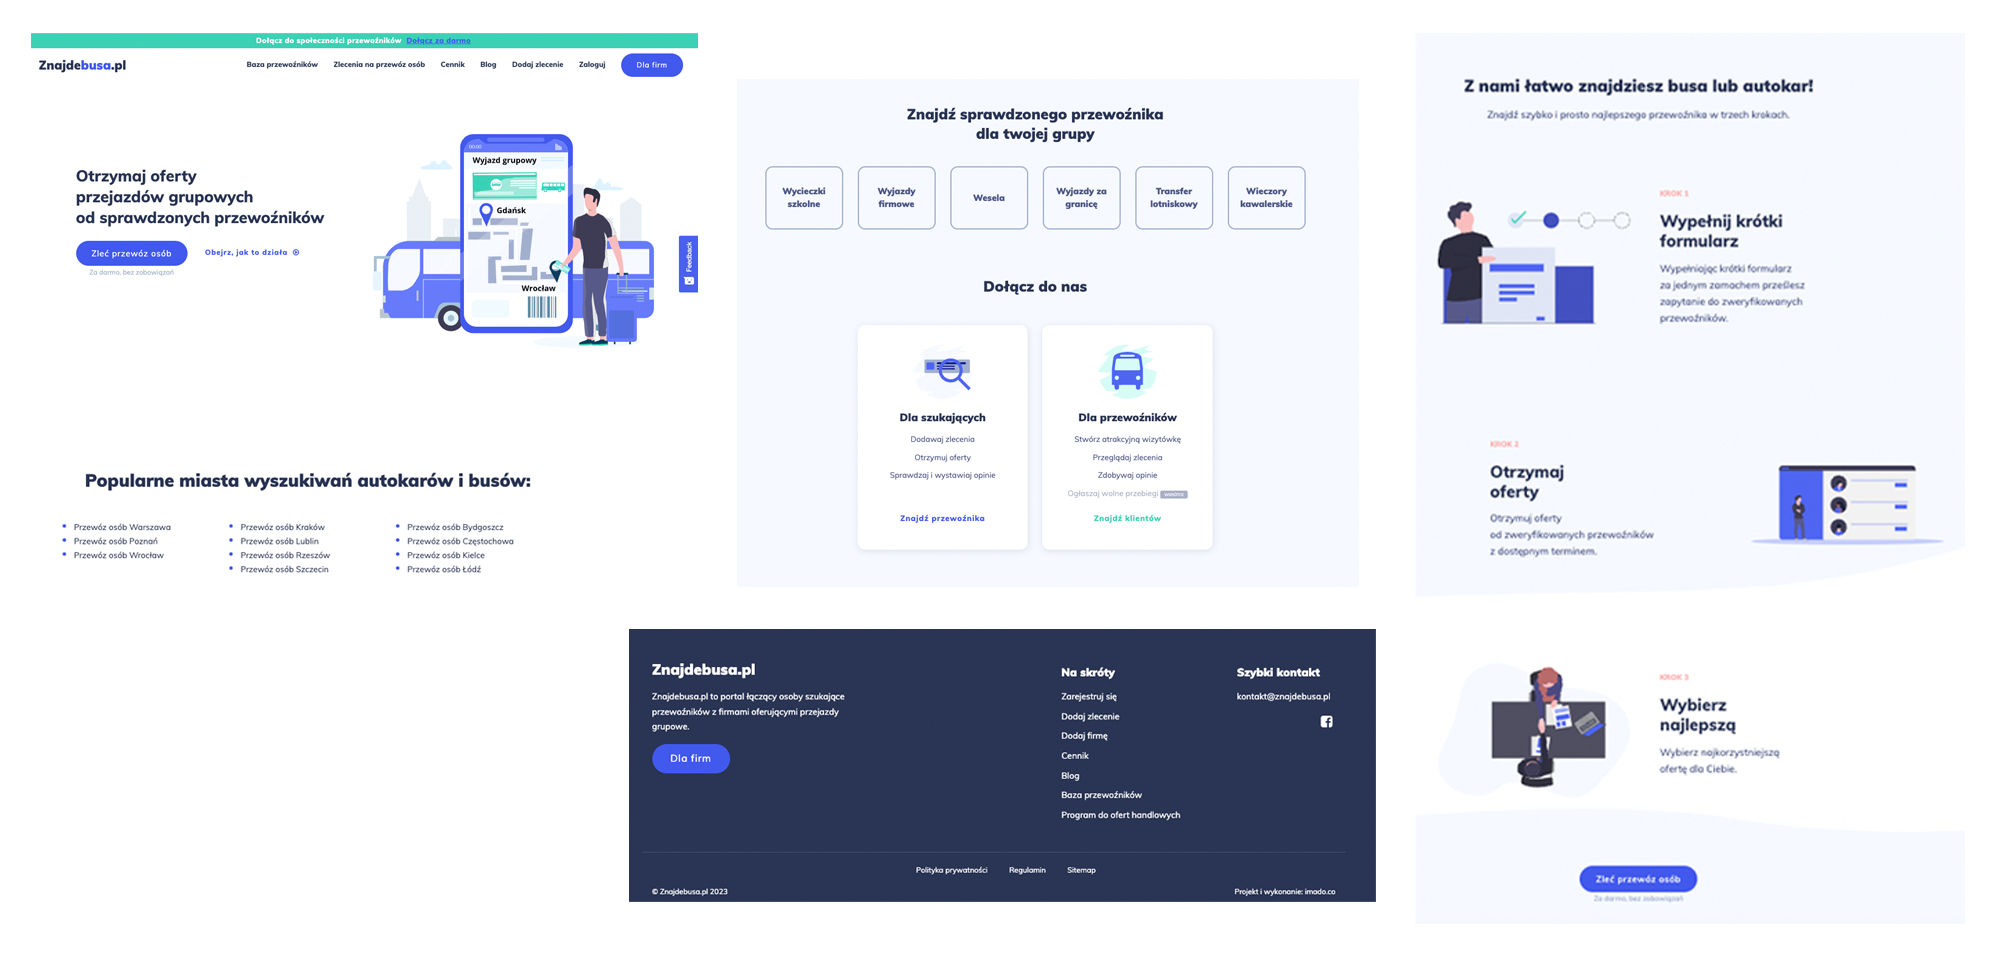 Dołącz do społeczności przewoźników Dołącz za darmo
Znajdebusa.pl
Baza przewoźników Zlecenia na przewóz osób Cennik Blog Dodaj zlecenie Zaloguj Dla firm
Otrzymaj oferty
przejazdów grupowych
od sprawdzonych przewoźników
Zleć przewóz osób
Obejrz, jak to działa
Za darmo, bez zobowiązań
00:00
Wyjazd grupowy
Gdańsk
Wrocław
Feedback
Popularne miasta wyszukiwań autokarów i busów:
Przewóz osób Warszawa
Przewóz osób Poznań
Przewóz osób Wrocław
Przewóz osób Kraków
Przewóz osób Lublin
Przewóz osób Rzeszów
Przewóz osób Szczecin
Przewóz osób Bydgoszcz
Przewóz osób Częstochowa
Przewóz osób Kielce
Przewóz osób Łódź
Znajdź sprawdzonego przewoźnika
dla twojej grupy
Wycieczki
szkolne
Wyjazdy
firmowe
Wesela
Wyjazdy za
granicę
Transfer
lotniskowy
Wieczory
kawalerskie
Dołącz do nas
Dla szukających
Dodawaj zlecenia
Otrzymuj oferty
Sprawdzaj i wystawiaj opinie
Znajdź przewoźnika
Dla przewoźników
Stwórz atrakcyjną wizytówkę
Przeglądaj zlecenia
Zdobywaj opinie
Ogłaszaj wolne przebiegi wkrótce
Znajdź klientów
Z nami łatwo znajdziesz busa lub autokar!
Znajdź szybko i prosto najlepszego przewoźnika w trzech krokach.
KROK 1
Wypełnij krótki
formularz
Wypełniając krótki formularz
za jednym zamachem prześlesz
zapytanie do zweryfikowanych
przewoźników.
KROK 2
Otrzymaj
oferty
Otrzymuj oferty
od zweryfikowanych przewoźników
z dostępnym terminem.
KROK 3
Wybierz
najlepszą
Wybierz najkorzystniejszą
ofertę dla Ciebie.
Zleć przewóz osób
Za darmo, bez zobowiązań
Znajdebusa.pl
Znajdebusa.pl to portal łączący osoby szukające
przewoźników z firmami oferującymi przejazdy
grupowe.
Dla firm
Na skróty
Zarejestruj się
Dodaj zlecenie
Dodaj firmę
Cennik
Blog
Baza przewoźników
Program do ofert handlowych
Szybki kontakt
kontakt@znajdebusa.pl
Polityka prywatności Regulamin Sitemap
© Znajdebusa.pl 2023
Projekt i wykonanie: imado.co